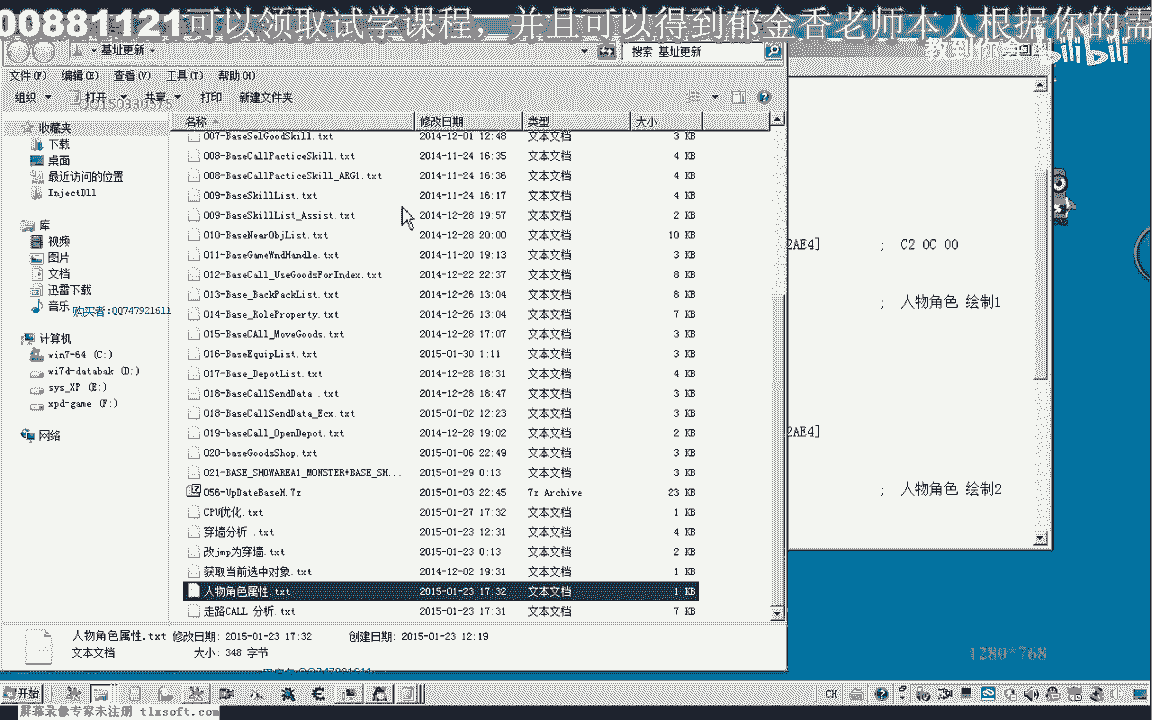 00881121可以领取试学课程，并且可以得到郁金香老师本人根据你的需
教到你会
bilibili
基址更新
搜索 基址更新
文件(F) 编辑(E) 查看(V) 工具(T) 帮助(H)
组织 打开 共享 打印 新建文件夹
QQ150330575
名称 修改日期 类型 大小
收藏夹
下载
桌面
最近访问的位置
InjectDll
库
视频
图片
文档
迅雷下载
音乐
购买者:QQ747921611
计算机
win7-64 (C:)
wi7d-databak (D:)
sys_XP (E:)
xpd-game (F:)
网络
007-BaseSelGoodSkill.txt 2014-12-01 12:48 文本文档 3 KB
008-BaseCallPacticeSkill.txt 2014-11-24 16:35 文本文档 4 KB
008-BaseCallPacticeSkill_ARG1.txt 2014-11-24 16:36 文本文档 4 KB
009-BaseSkillList.txt 2014-11-24 16:17 文本文档 4 KB
009-BaseSkillList_Assist.txt 2014-12-28 19:57 文本文档 2 KB
010-BaseNearObjList.txt 2014-12-28 20:00 文本文档 10 KB
011-BaseGameWndHandle.txt 2014-11-20 19:13 文本文档 3 KB
012-BaseCall_UseGoodsForIndex.txt 2014-12-22 22:37 文本文档 8 KB
013-Base_BackPackList.txt 2014-12-26 13:04 文本文档 8 KB
014-Base_RoleProperty.txt 2014-12-26 13:04 文本文档 7 KB
015-BaseCAll_MoveGoods.txt 2014-12-28 17:07 文本文档 3 KB
016-BaseEquipList.txt 2015-01-30 1:11 文本文档 3 KB
017-Base_DepotList.txt 2014-12-28 18:31 文本文档 4 KB
018-BaseCallSendData .txt 2014-12-28 18:47 文本文档 3 KB
018-BaseCallSendData_Ecx.txt 2015-01-02 12:23 文本文档 3 KB
019-baseCall_OpenDepot.txt 2014-12-28 19:02 文本文档 2 KB
020-baseGoodsShop.txt 2015-01-06 22:49 文本文档 3 KB
021-BASE_SHOWAREA1_MONSTER+BASE_SH... 2015-01-29 0:13 文本文档 3 KB
056-UpDateBaseM.7z 2015-01-03 22:45 7z Archive 23 KB
CPU优化.txt 2015-01-27 17:32 文本文档 1 KB
穿墙分析 .txt 2015-01-23 12:31 文本文档 4 KB
改jmp为穿墙.txt 2015-01-23 0:13 文本文档 2 KB
获取当前选中对象.txt 2014-12-02 19:31 文本文档 1 KB
人物角色属性.txt 2015-01-23 17:32 文本文档 1 KB
走路CALL 分析.txt 2015-01-23 17:31 文本文档 7 KB
2AE4] ; C2 0C 00
; 人物角色 绘制1
2AE4]
; 人物角色 绘制2
人物角色属性.txt 修改日期: 2015-01-23 17:32 创建日期: 2015-01-23 12:19
文本文档 大小: 348 字节
1280*768
开始
CH
屏幕录像专家未注册 tlxsoft.com